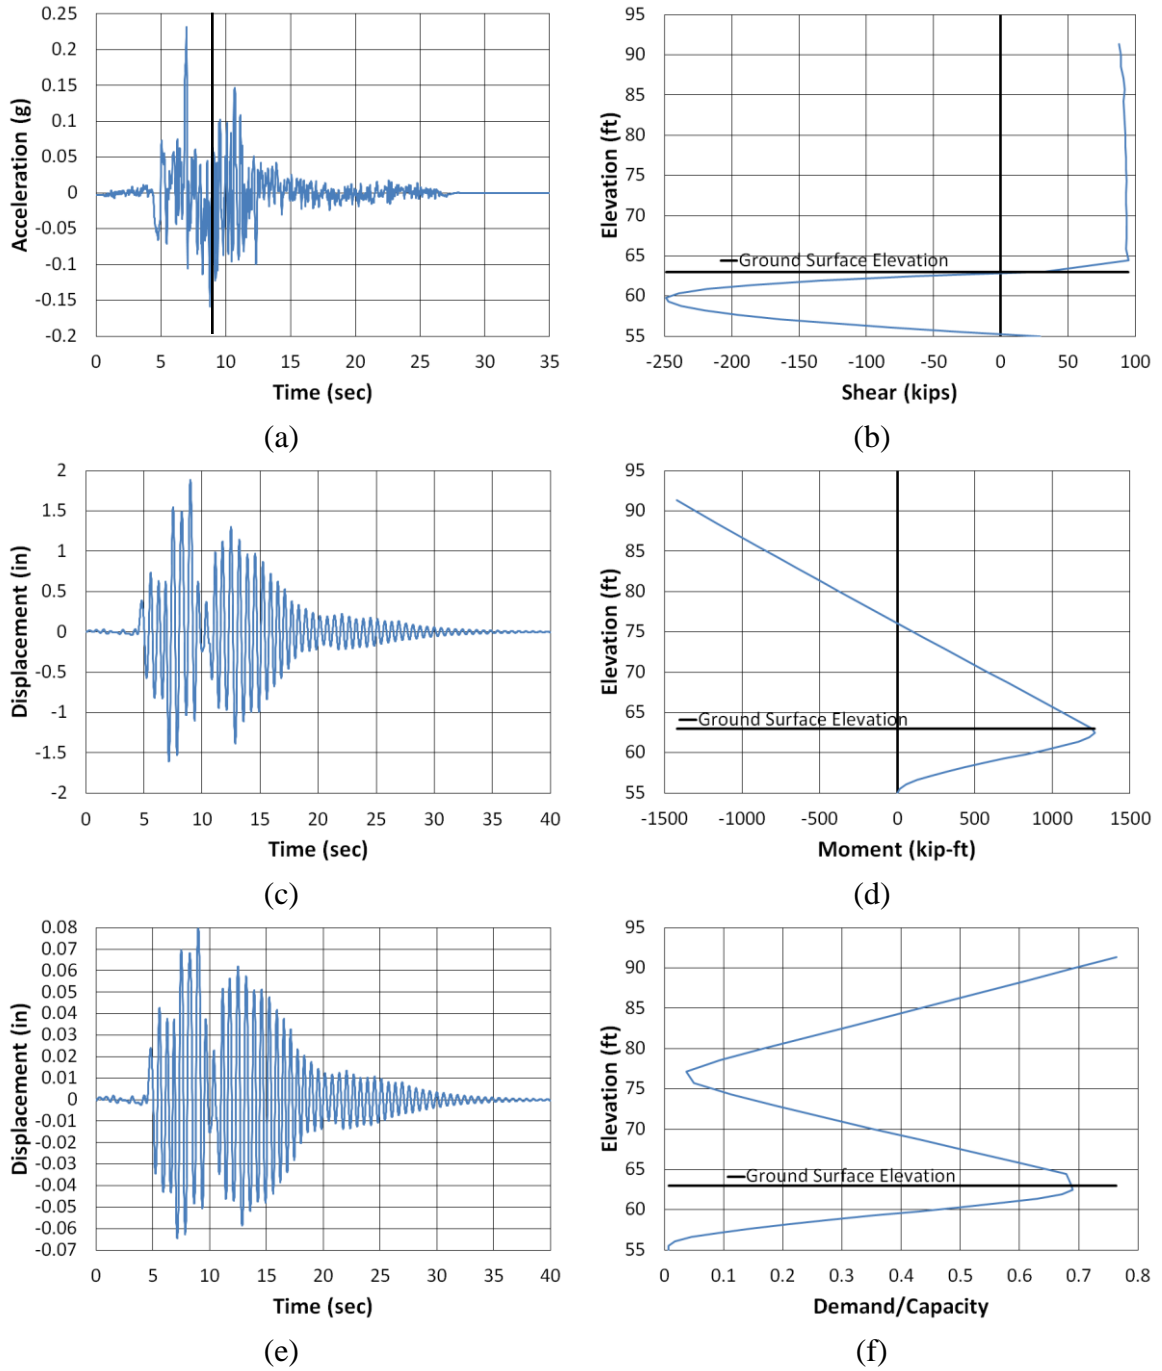 0.25
0.2
0.15
0.1
0.05
0
-0.05
-0.1
-0.15
-0.2
Acceleration (g)
0 5 10 15 20 25 30 35
Time (sec)
(a)
95
90
85
80
75
70
65
60
55
Elevation (ft)
Ground Surface Elevation
-250 -200 -150 -100 -50 0 50 100
Shear (kips)
(b)
2
1.5
1
0.5
0
-0.5
-1
-1.5
-2
Displacement (in)
0 5 10 15 20 25 30 35 40
Time (sec)
(c)
95
90
85
80
75
70
65
60
55
Elevation (ft)
Ground Surface Elevation
-1500 -1000 -500 0 500 1000 1500
Moment (kip-ft)
(d)
0.08
0.07
0.06
0.05
0.04
0.03
0.02
0.01
0
-0.01
-0.02
-0.03
-0.04
-0.05
-0.06
-0.07
Displacement (in)
0 5 10 15 20 25 30 35 40
Time (sec)
(e)
95
90
85
80
75
70
65
60
55
Elevation (ft)
Ground Surface Elevation
0 0.1 0.2 0.3 0.4 0.5 0.6 0.7 0.8
Demand/Capacity
(f)